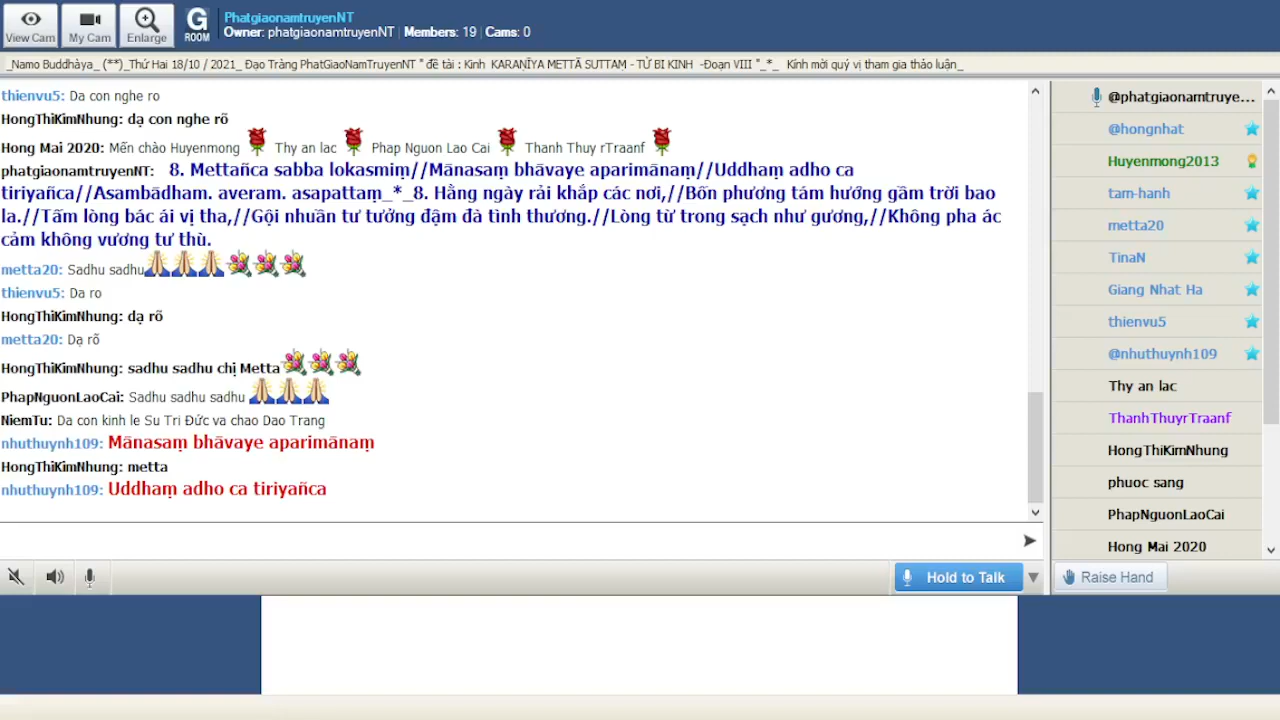 View Cam
My Cam
Enlarge
G
ROOM
PhatgiaonamtruyenNT
Owner: phatgiaonamtruyenNT | Members: 19 | Cams: 0
_Namo Buddhàya_ (**)_Thứ Hai 18/10 / 2021_ Đạo Tràng PhatGiaoNamTruyenNT " đề tài : Kinh KARAṆĪYA METTĀ SUTTAM - TỪ BI KINH -Đoạn VIII "_*_ Kính mời quý vị tham gia thảo luận_
thienvu5: Da con nghe ro
HongThiKimNhung: dạ con nghe rõ
Hong Mai 2020: Mến chào Huyenmong Thy an lac Phap Nguon Lao Cai Thanh Thuy rTraanf
phatgiaonamtruyenNT: 8. Mettañca sabba lokasmiṃ//Mānasaṃ bhāvaye aparimānaṃ//Uddhaṃ adho ca
tiriyañca//Asambādham. averam. asapattaṃ_*_8. Hằng ngày rải khắp các nơi,//Bốn phương tám hướng gầm trời bao
la.//Tấm lòng bác ái vị tha,//Gội nhuần tư tưởng đậm đà tình thương.//Lòng từ trong sạch như gương,//Không pha ác
cảm không vương tư thù.
metta20: Sadhu sadhu
thienvu5: Da ro
HongThiKimNhung: dạ rõ
metta20: Dạ rõ
HongThiKimNhung: sadhu sadhu chị Metta
PhapNguonLaoCai: Sadhu sadhu sadhu
NiemTu: Da con kinh le Su Tri Đức va chao Dao Trang
nhuthuynh109: Mānasaṃ bhāvaye aparimānaṃ
HongThiKimNhung: metta
nhuthuynh109: Uddhaṃ adho ca tiriyañca
Hold to Talk
@phatgiaonamtruye...
@hongnhat
Huyenmong2013
tam-hanh
metta20
TinaN
Giang Nhat Ha
thienvu5
@nhuthuynh109
Thy an lac
ThanhThuyrTraanf
HongThiKimNhung
phuoc sang
PhapNguonLaoCai
Hong Mai 2020
Raise Hand